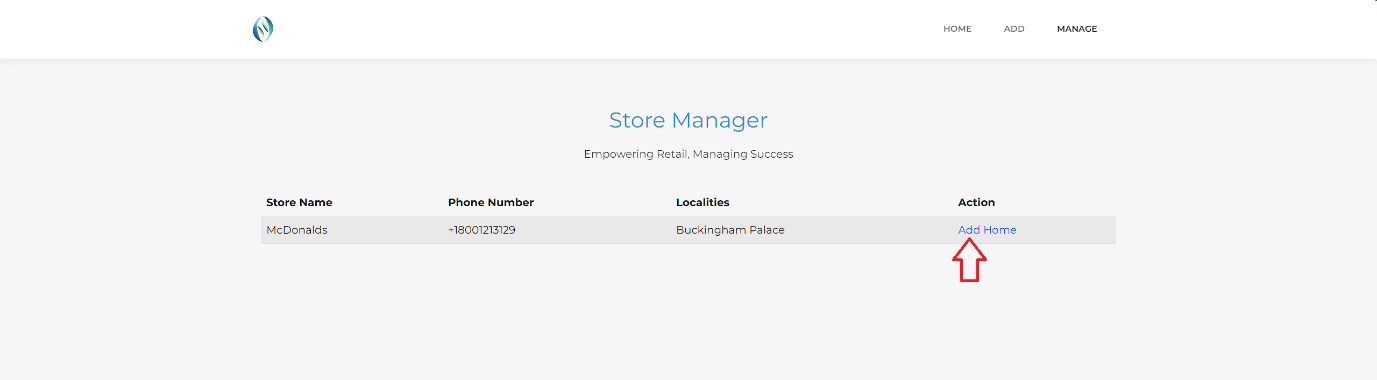 HOME ADD MANAGE
Store Manager
Empowering Retail, Managing Success
Store Name Phone Number Localities Action
McDonalds +18001213129 Buckingham Palace Add Home